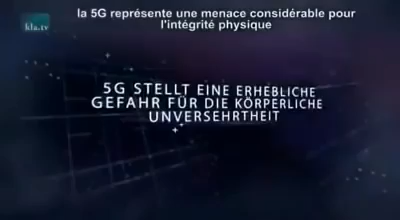 la 5G représente une menace considérable pour
l'intégrité physique
kla.tv
5G STELLT EINE ERHEBLICHE
GEFAHR FÜR DIE KÖRPERLICHE
UNVERSEHRTHEIT